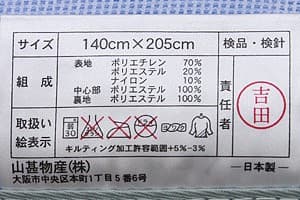 サイズ 140cm×205cm 検品・検針
組成 表地 ポリエチレン 70%
ポリエステル 20%
ナイロン 10%
中心部 ポリエステル 100%
裏地 ポリエステル 100%
責任者 吉田
取扱い絵表示 30
キルティング加工許容範囲+5%-3%
山甚物産(株) ―日本製―
大阪市中央区本町1丁目5番6号